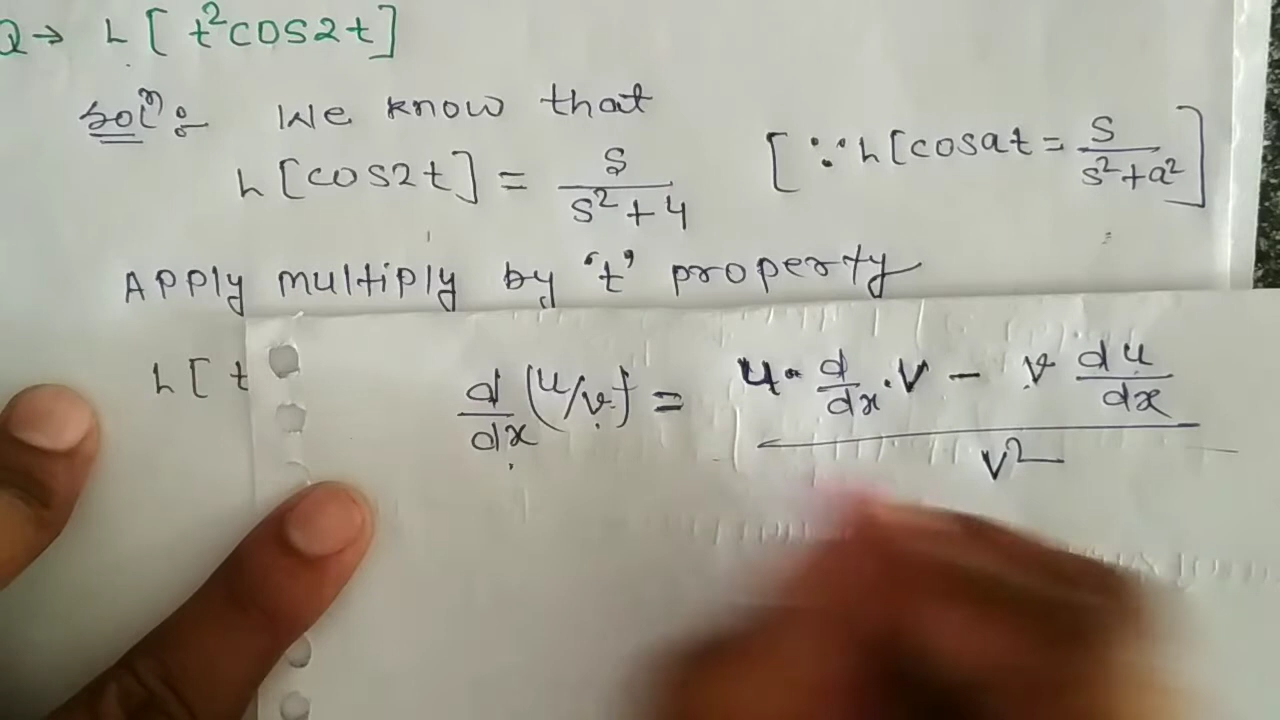 Q→ L[t²cos2t]
Solⁿ: We know that
L[cos2t] = s/(s²+4) [∵ L[cosat = s/(s²+a²)]
Apply multiply by 't' property
L[t
d/dx (u/v) = (u·d/dx·v − v du/dx)/v²